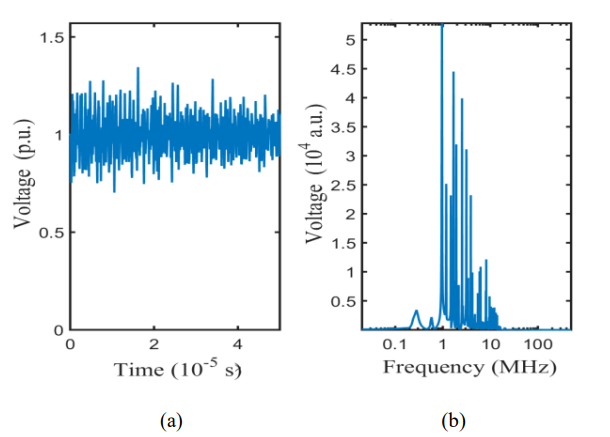 1.5
1
0.5
0
0 2 4
Voltage (p.u.)
Time (10⁻⁵ s)
(a)
5
4.5
4
3.5
3
2.5
2
1.5
1
0.5
0.1 1 10 100
Voltage (10⁴ a.u.)
Frequency (MHz)
(b)